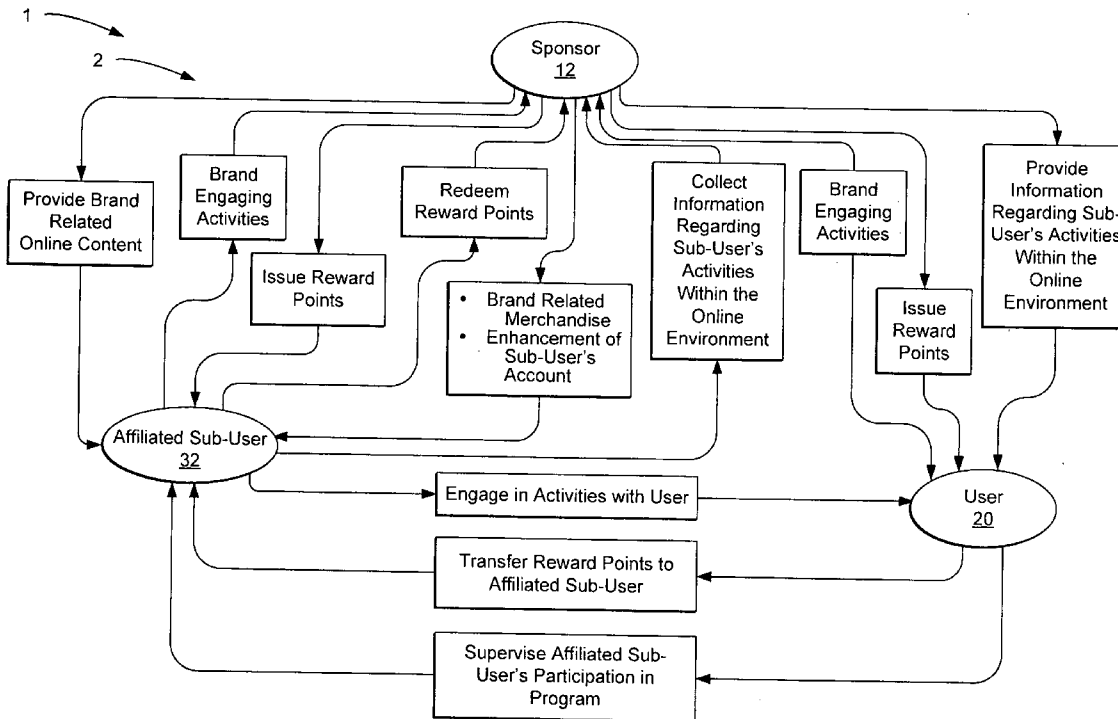 1
2
Sponsor
12
Provide Brand
Related
Online Content
Brand
Engaging
Activities
Issue Reward
Points
Redeem
Reward Points
• Brand Related
Merchandise
• Enhancement of
Sub-User's
Account
Collect
Information
Regarding
Sub-User's
Activities
Within the
Online
Environment
Brand
Engaging
Activities
Issue
Reward
Points
Provide
Information
Regarding Sub-
User's Activities
Within the
Online
Environment
Affiliated Sub-User
32
Engage in Activities with User
User
20
Transfer Reward Points to
Affiliated Sub-User
Supervise Affiliated Sub-
User's Participation in
Program